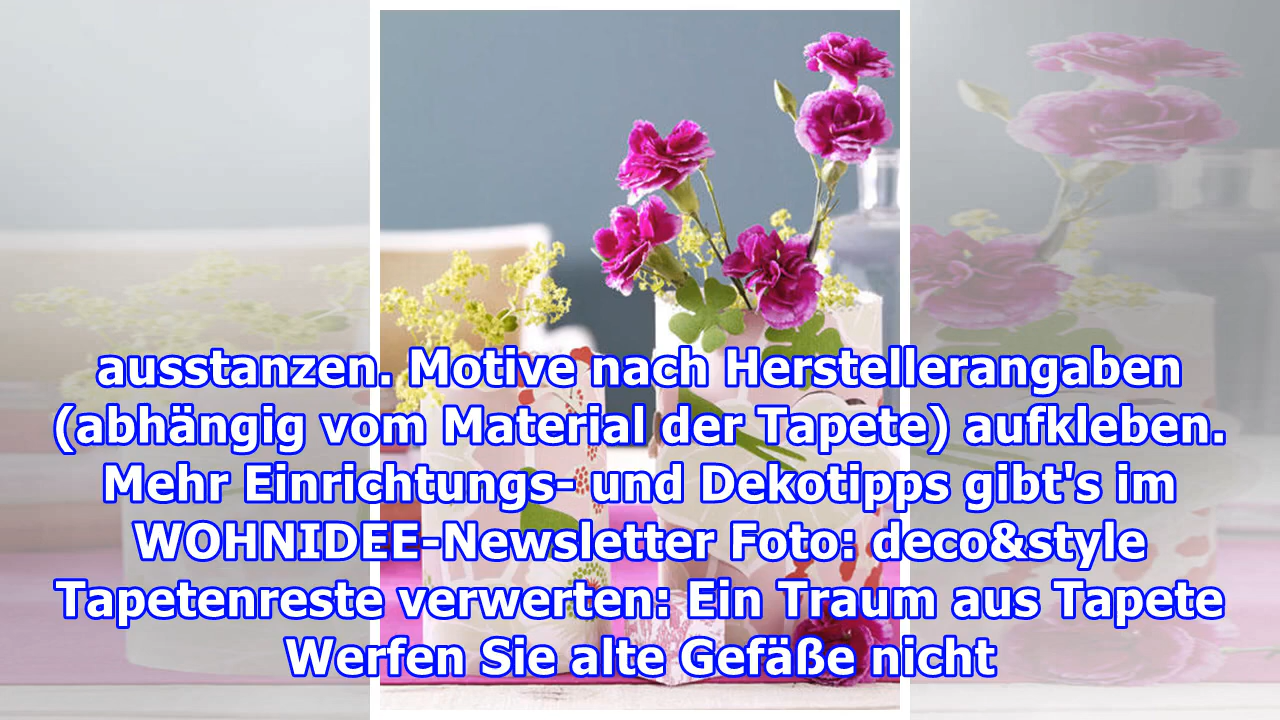 ausstanzen. Motive nach Herstellerangaben
(abhängig vom Material der Tapete) aufkleben.
Mehr Einrichtungs- und Dekotipps gibt's im
WOHNIDEE-Newsletter Foto: deco&style
Tapetenreste verwerten: Ein Traum aus Tapete
Werfen Sie alte Gefäße nicht